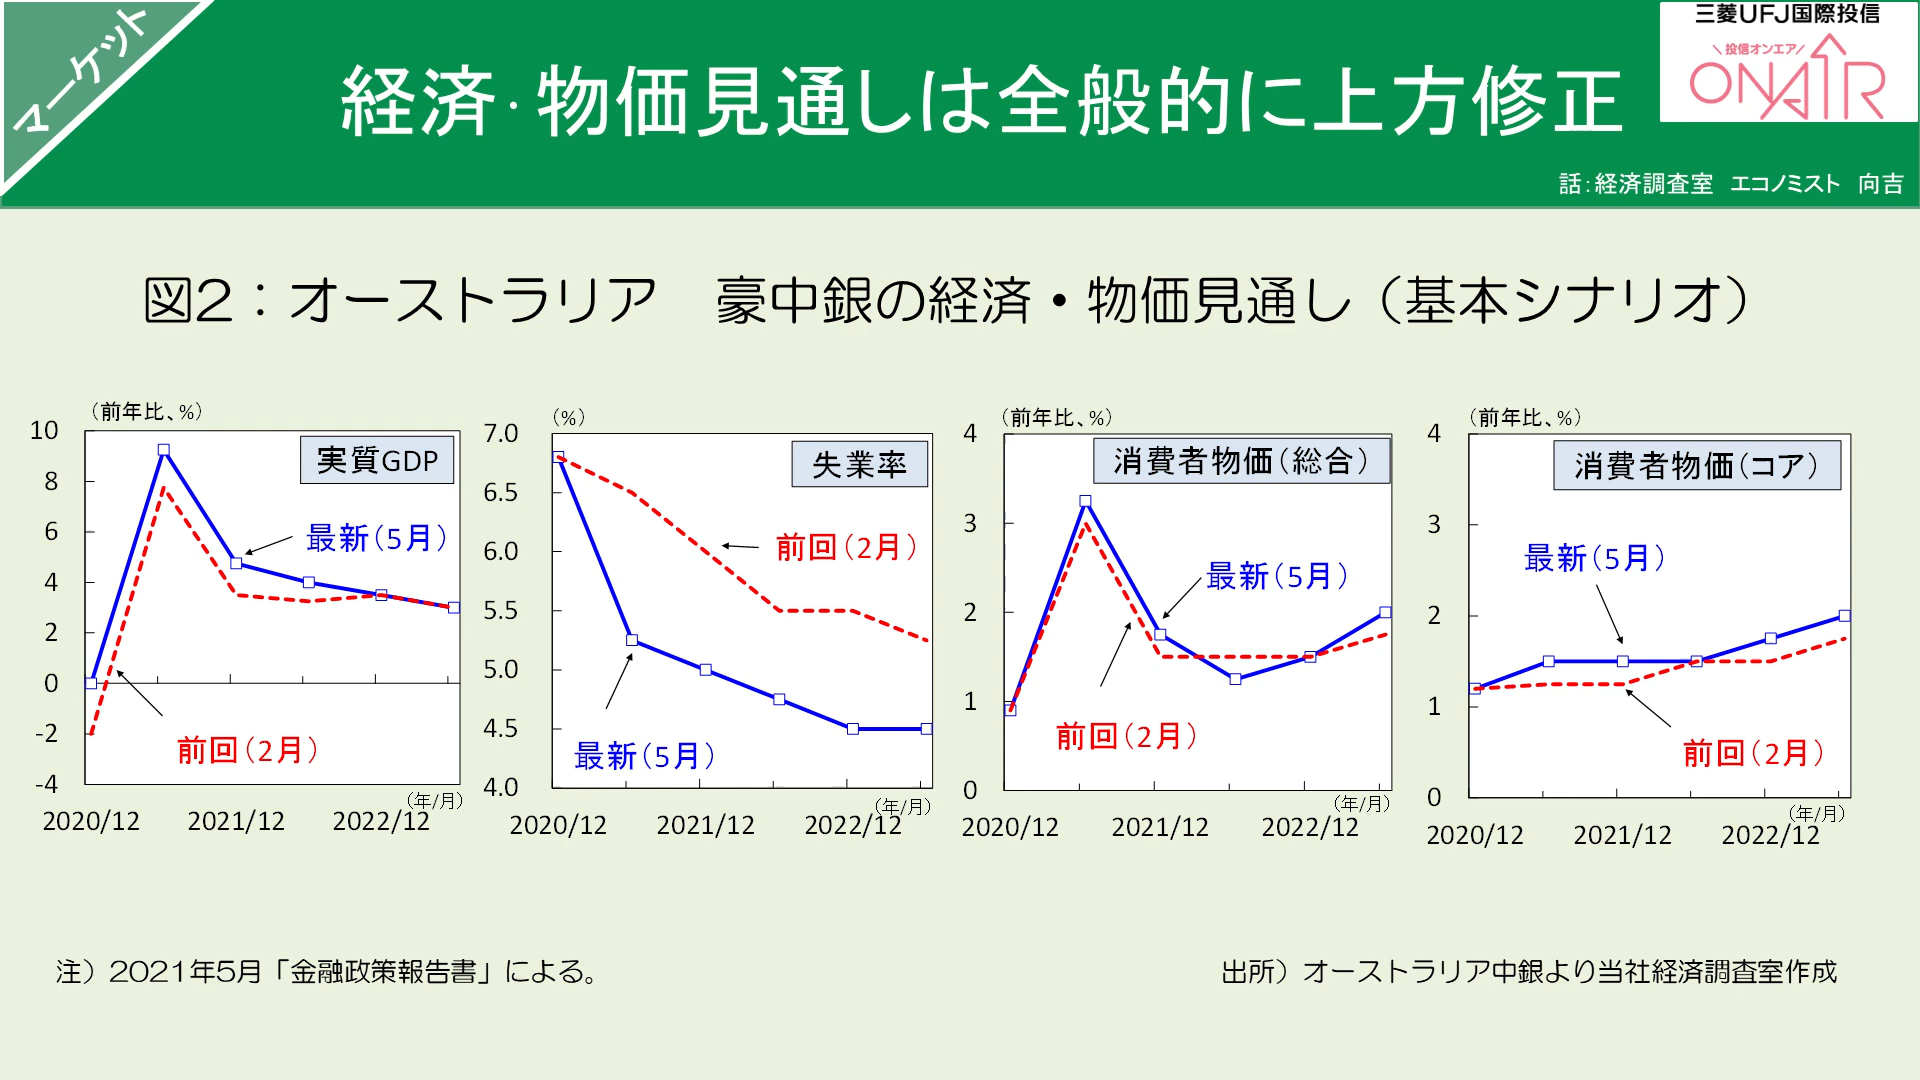 マーケット
経済·物価見通しは全般的に上方修正
三菱UFJ国際投信
\投信オンエア/
ONAIR
話:経済調査室 エコノミスト 向吉
図2：オーストラリア 豪中銀の経済・物価見通し（基本シナリオ）
（前年比、%）
10
8
6
4
2
0
-2
-4
実質GDP
最新（5月）
前回（2月）
（年/月）
2020/12 2021/12 2022/12
（%）
7.0
6.5
6.0
5.5
5.0
4.5
4.0
失業率
前回（2月）
最新（5月）
（年/月）
2020/12 2021/12 2022/12
（前年比、%）
4
3
2
1
0
消費者物価（総合）
最新（5月）
前回（2月）
（年/月）
2020/12 2021/12 2022/12
（前年比、%）
4
3
2
1
0
消費者物価（コア）
最新（5月）
前回（2月）
（年/月）
2020/12 2021/12 2022/12
注）2021年5月「金融政策報告書」による。
出所）オーストラリア中銀より当社経済調査室作成